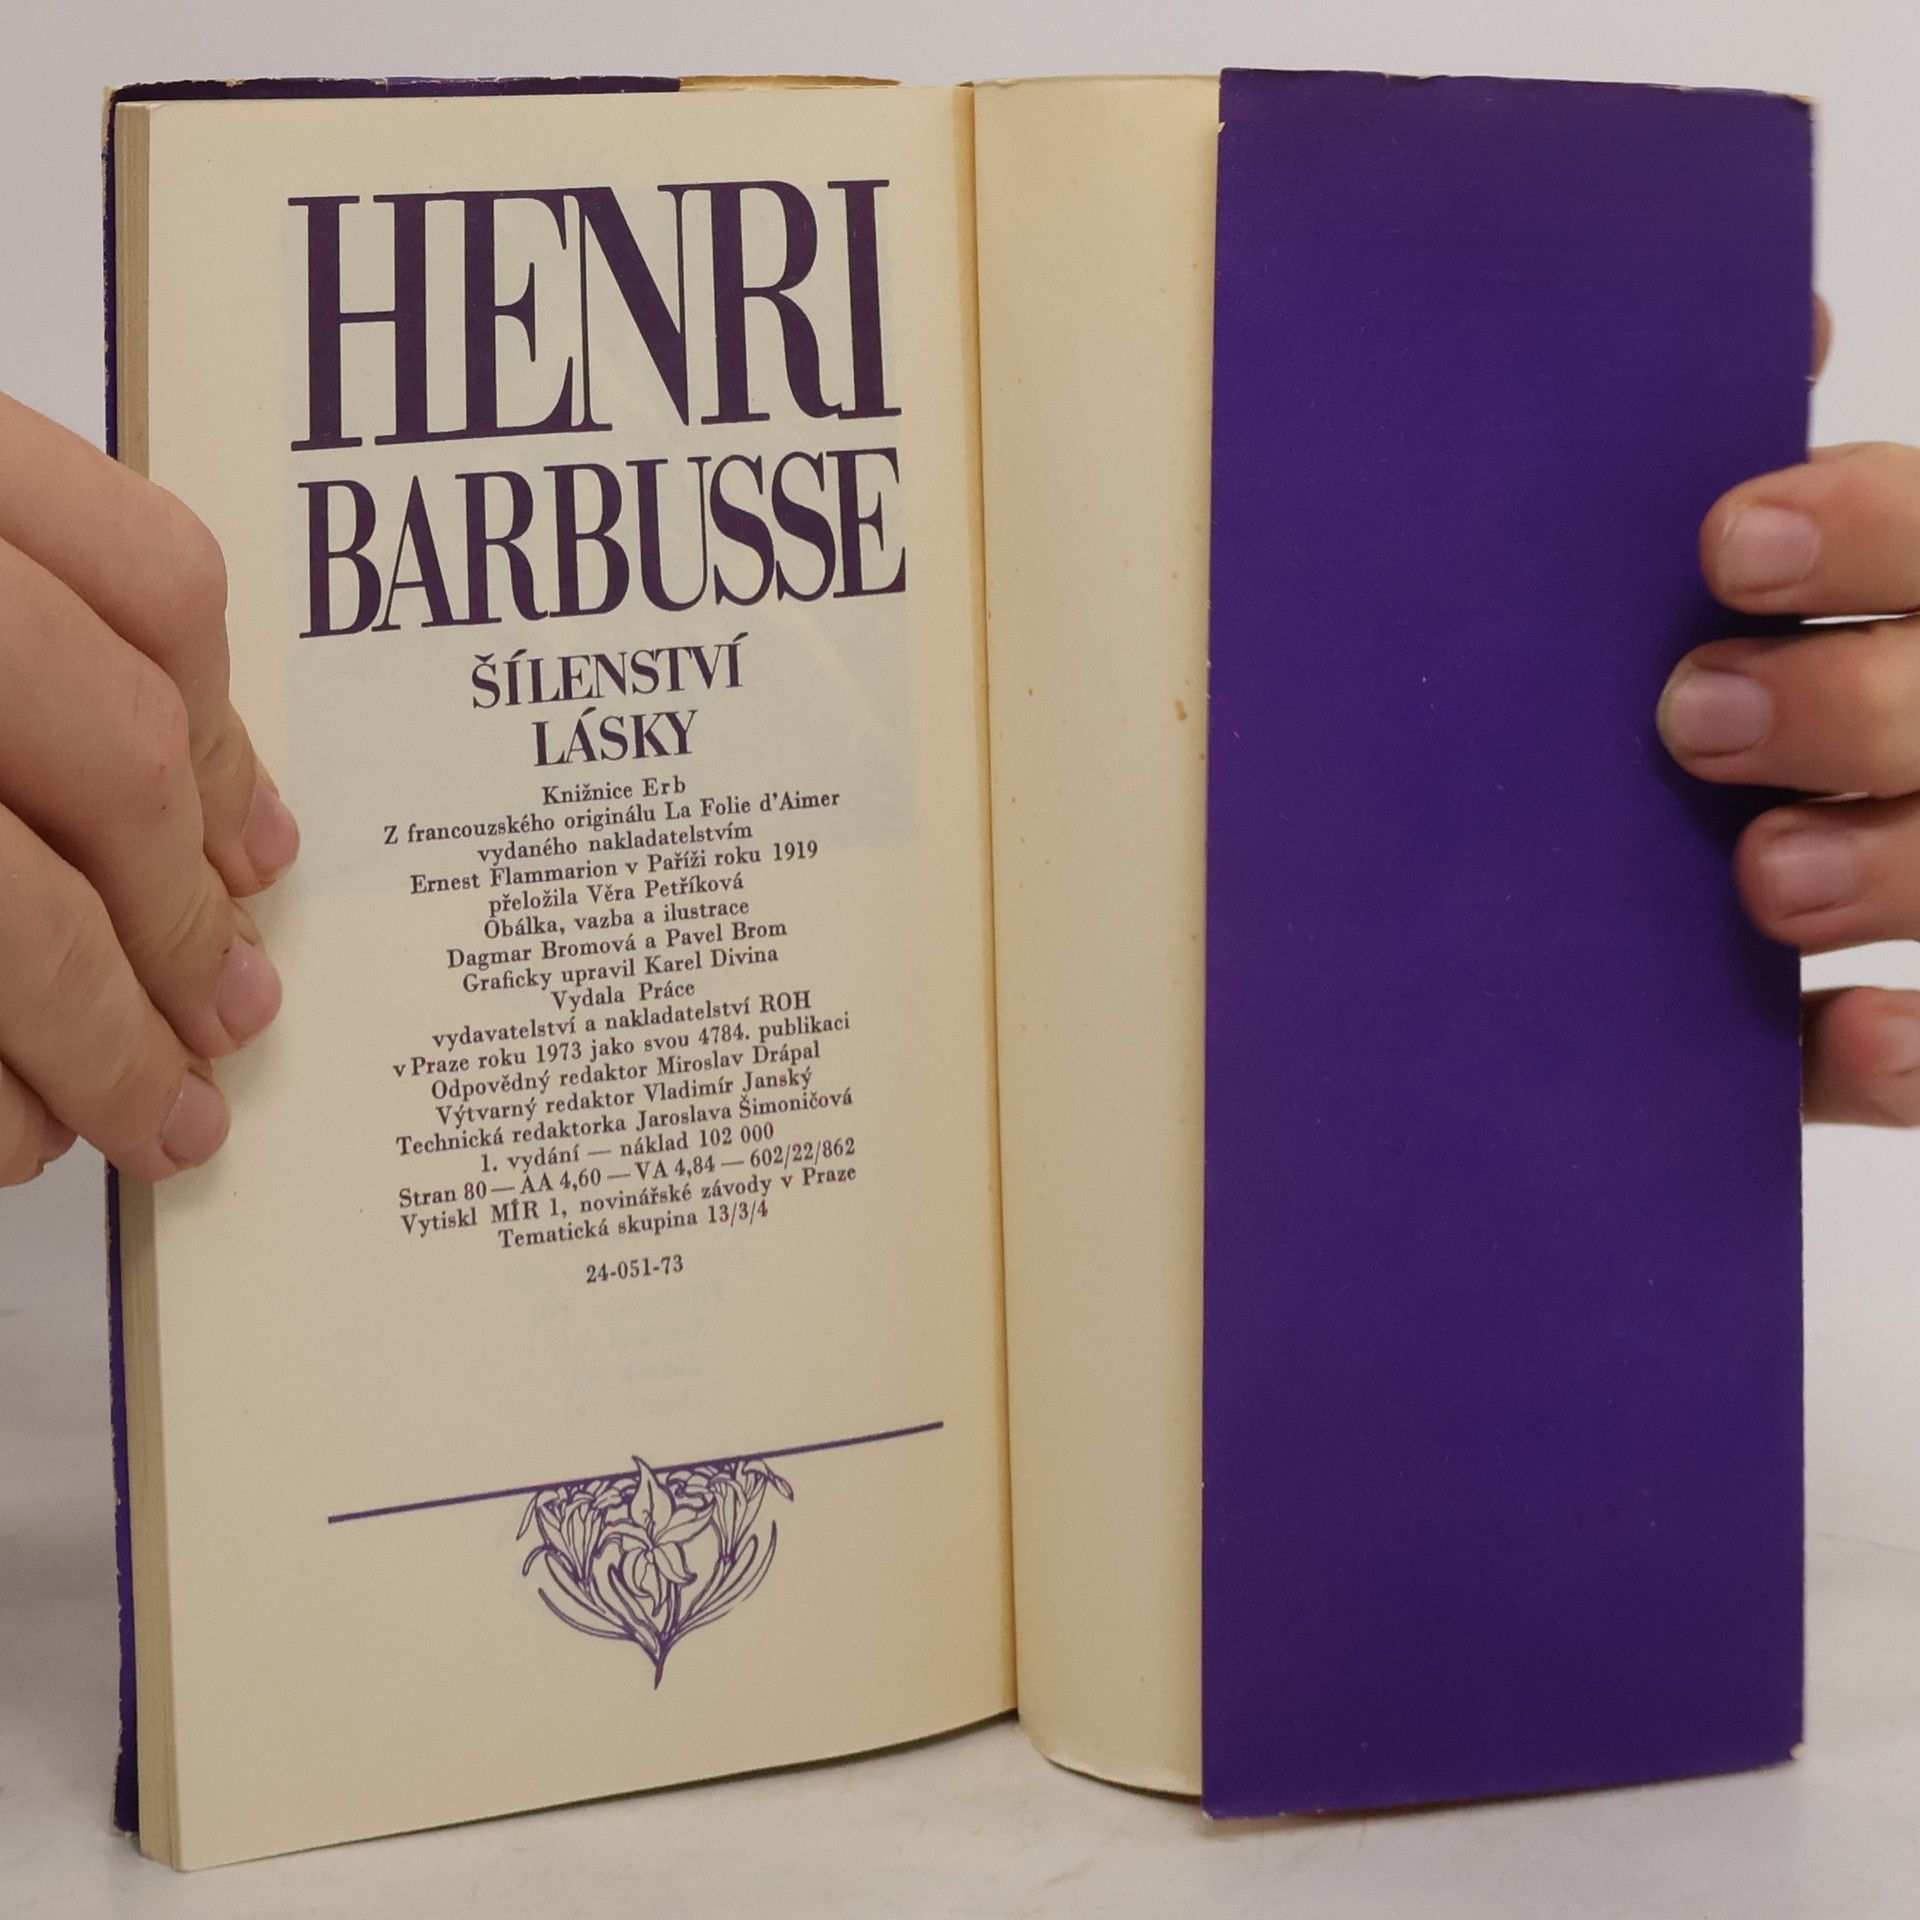 HENRI
BARBUSSE
ŠÍLENSTVÍ
LÁSKY
Knižnice Erb
Z francouzského originálu La Folie d'Aimer
vydaného nakladatelstvím
Ernest Flammarion v Paříži roku 1919
přeložila Věra Petříková
Obálka, vazba a ilustrace
Dagmar Bromová a Pavel Brom
Graficky upravil Karel Divina
Vydala Práce
vydavatelství a nakladatelství ROH
v Praze roku 1973 jako svou 4784. publikaci
Odpovědný redaktor Miroslav Drápal
Výtvarný redaktor Vladimír Janský
Technická redaktorka Jaroslava Šimoničová
1. vydání — náklad 102 000
Stran 80 — AA 4,60 — VA 4,84 — 602/22/862
Vytiskl MÍR 1, novinářské závody v Praze
Tematická skupina 13/3/4
24-051-73